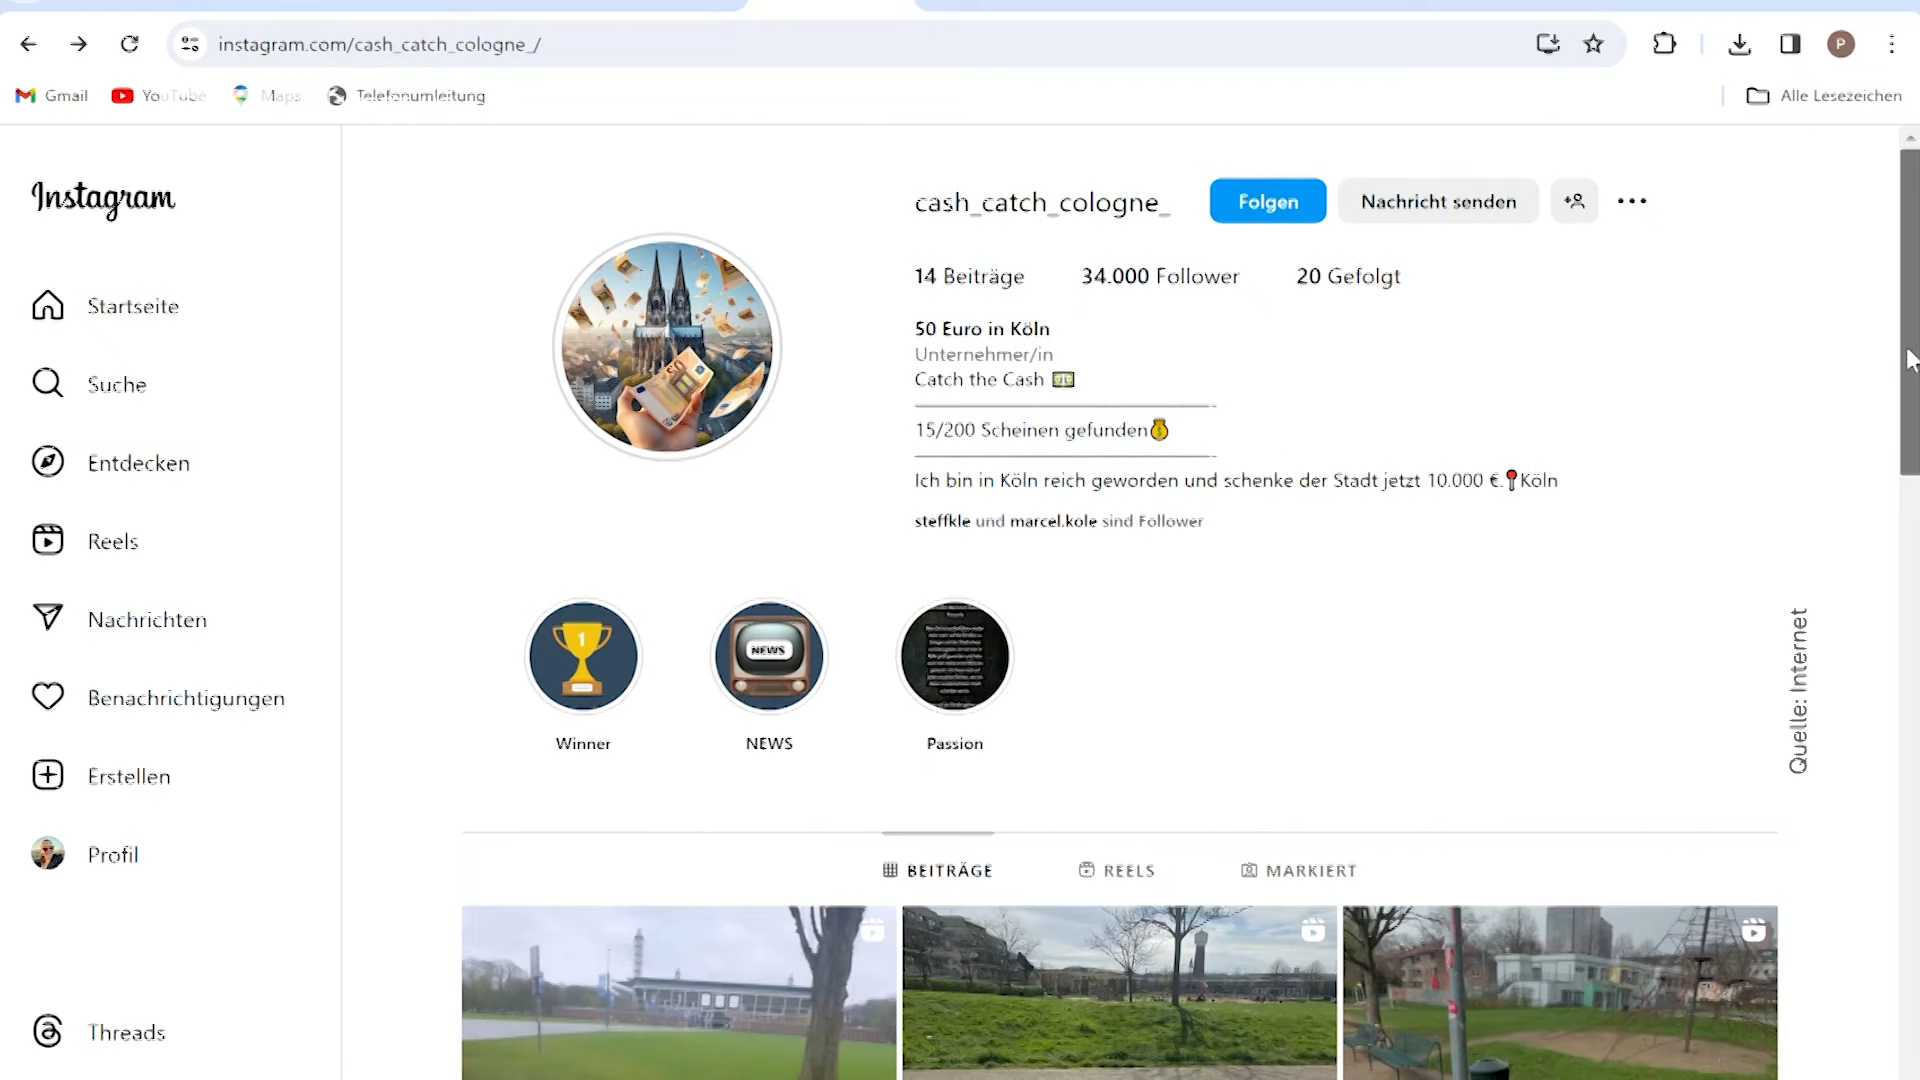 instagram.com/cash_catch_cologne_/
P
Gmail
YouTube
Maps
Telefonumleitung
Alle Lesezeichen
Instagram
cash_catch_cologne_
Folgen
Nachricht senden
14 Beiträge
34.000 Follower
20 Gefolgt
50 Euro in Köln
Unternehmer/in
Catch the Cash
15/200 Scheinen gefunden
Ich bin in Köln reich geworden und schenke der Stadt jetzt 10.000 €. Köln
steffkle und marcel.kole sind Follower
Startseite
Suche
Entdecken
Reels
Nachrichten
Benachrichtigungen
Erstellen
Profil
Threads
1
NEWS
Winner
NEWS
Passion
Quelle: Internet
BEITRÄGE
REELS
MARKIERT